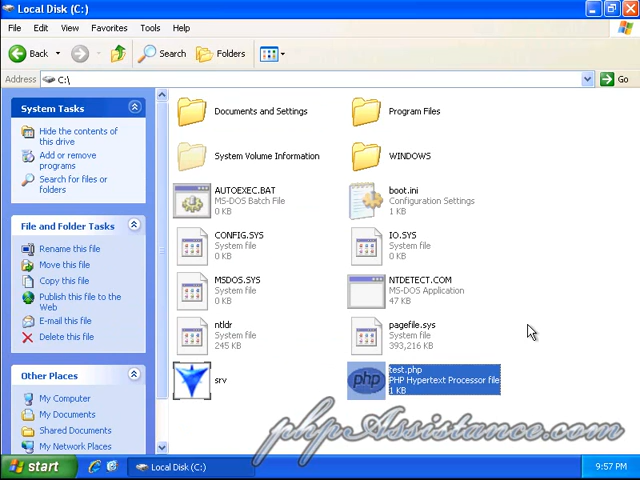 Local Disk (C:)
File Edit View Favorites Tools Help
Back Search Folders
Address C:\ Go
System Tasks
Hide the contents of
this drive
Add or remove
programs
Search for files or
folders
File and Folder Tasks
Rename this file
Move this file
Copy this file
Publish this file to the
Web
E-mail this file
Delete this file
Other Places
My Computer
My Documents
Shared Documents
My Network Places
Documents and Settings
Program Files
System Volume Information
WINDOWS
AUTOEXEC.BAT
MS-DOS Batch File
0 KB
boot.ini
Configuration Settings
1 KB
CONFIG.SYS
System file
0 KB
IO.SYS
System file
0 KB
MSDOS.SYS
System file
0 KB
NTDETECT.COM
MS-DOS Application
47 KB
ntldr
System file
245 KB
pagefile.sys
System file
393,216 KB
srv
php
test.php
PHP Hypertext Processor file
1 KB
phpAssistance.com
start
Local Disk (C:)
9:57 PM